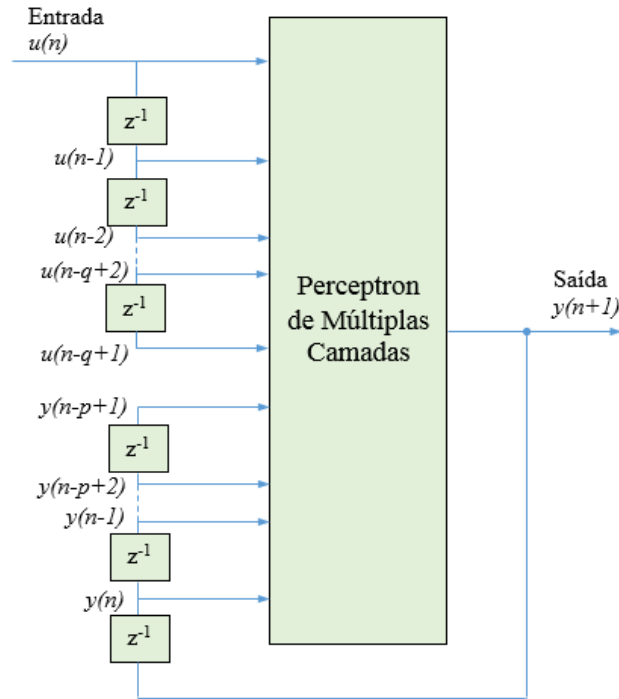 Entrada
u(n)
z⁻¹
u(n-1)
z⁻¹
u(n-2)
u(n-q+2)
z⁻¹
u(n-q+1)
y(n-p+1)
z⁻¹
y(n-p+2)
y(n-1)
z⁻¹
y(n)
z⁻¹
Perceptron
de Múltiplas
Camadas
Saída
y(n+1)